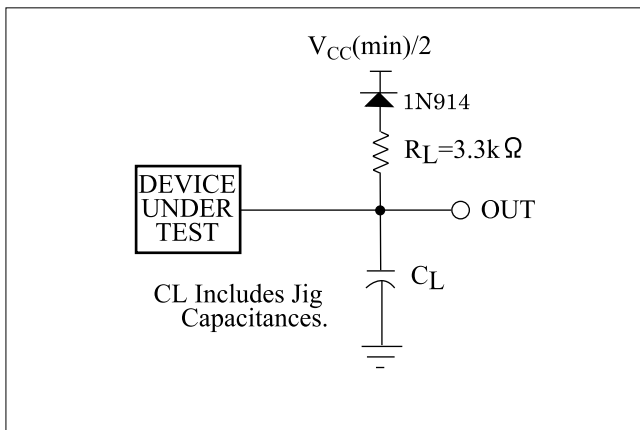 VCC(min)/2
1N914
RL=3.3kΩ
DEVICE
UNDER
TEST
OUT
CL
CL Includes Jig
Capacitances.